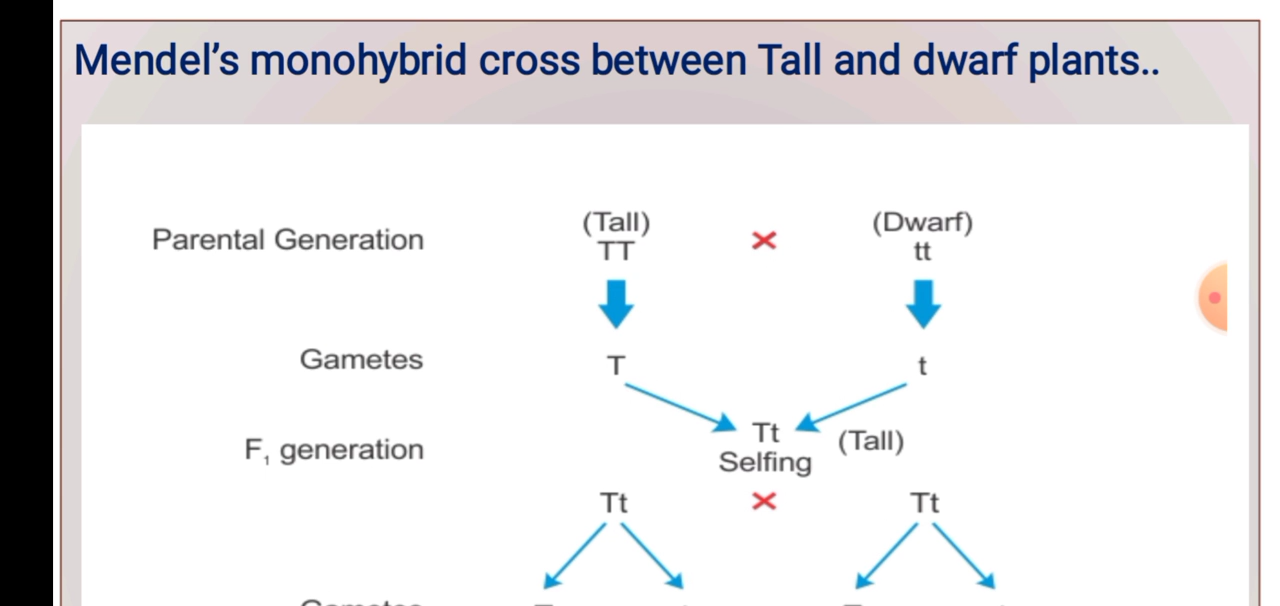 Mendel's monohybrid cross between Tall and dwarf plants..
(Tall) (Dwarf)
Parental Generation TT × tt
Gametes T t
Tt (Tall)
F₁ generation Selfing
Tt × Tt